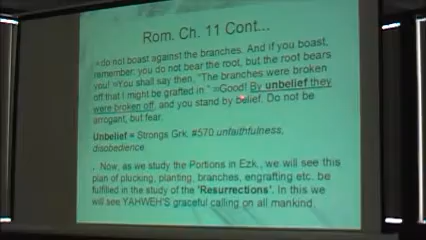 Rom. Ch. 11 Cont...
18 do not boast against the branches. And if you boast,
remember: you do not bear the root, but the root bears
you! 19 You shall say then, "The branches were broken
off that I might be grafted in." 20 Good! By unbelief they
were broken off, and you stand by belief. Do not be
arrogant, but fear.
Unbelief = Strongs Grk. #570 unfaithfulness,
disobedience.
. Now, as we study the Portions in Ezk., we will see this
plan of plucking, planting, branches, engrafting etc. be
fulfilled in the study of the 'Resurrections'. In this we
will see YAHWEH'S graceful calling on all mankind.